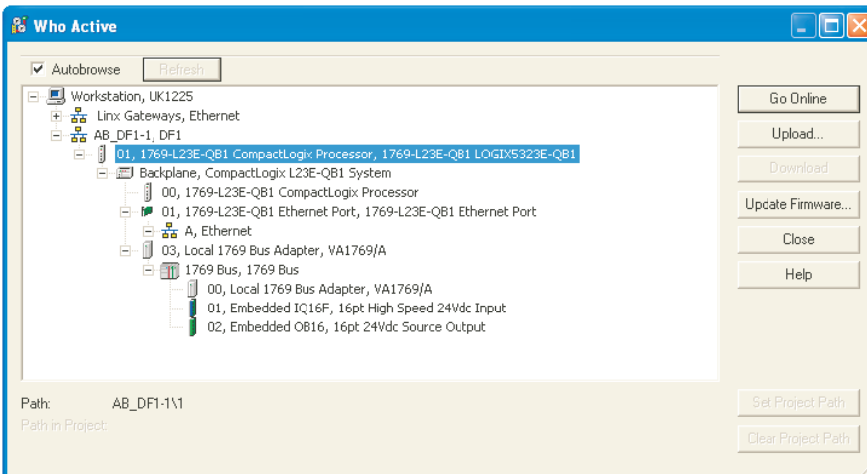 Who Active
Autobrowse
Refresh
Workstation, UK1225
Linx Gateways, Ethernet
AB_DF1-1, DF1
01, 1769-L23E-QB1 CompactLogix Processor, 1769-L23E-QB1 LOGIX5323E-QB1
Backplane, CompactLogix L23E-QB1 System
00, 1769-L23E-QB1 CompactLogix Processor
01, 1769-L23E-QB1 Ethernet Port, 1769-L23E-QB1 Ethernet Port
A, Ethernet
03, Local 1769 Bus Adapter, VA1769/A
1769 Bus, 1769 Bus
00, Local 1769 Bus Adapter, VA1769/A
01, Embedded IQ16F, 16pt High Speed 24Vdc Input
02, Embedded OB16, 16pt 24Vdc Source Output
Go Online
Upload...
Download
Update Firmware...
Close
Help
Path: AB_DF1-1\1
Path in Project:
Set Project Path
Clear Project Path